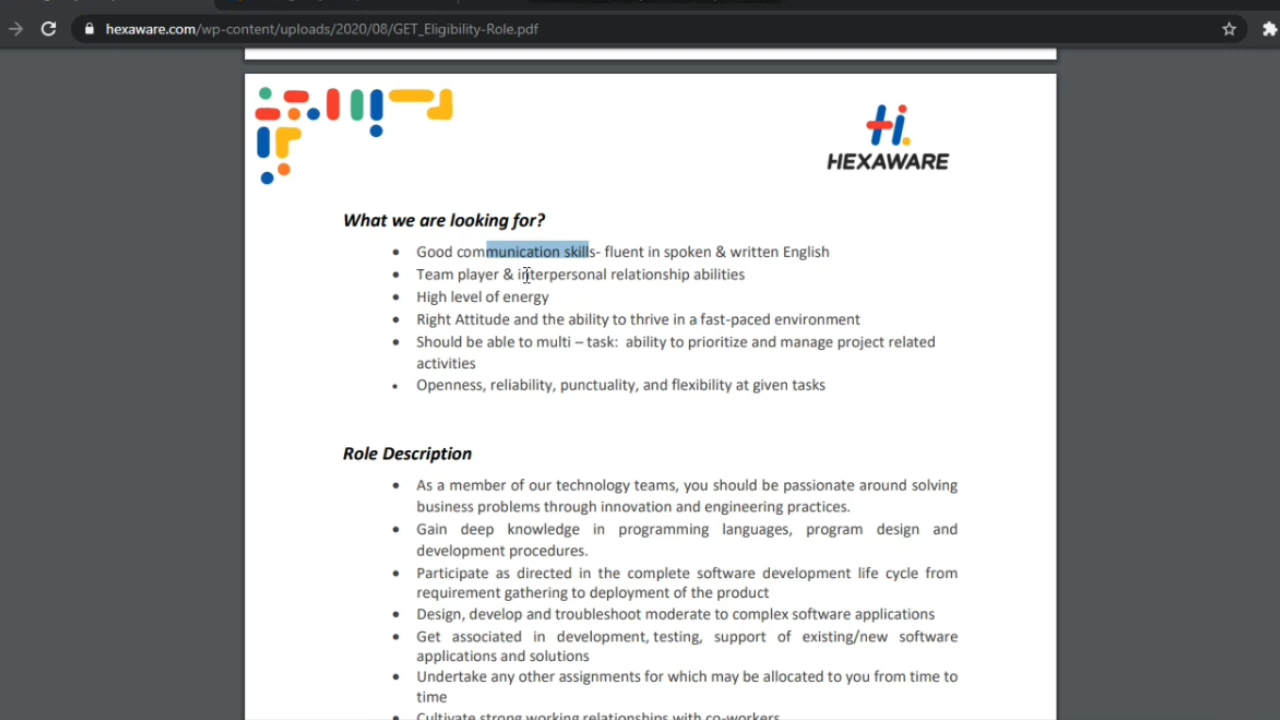 hexaware.com/wp-content/uploads/2020/08/GET_Eligibility-Role.pdf
Hi.
HEXAWARE
What we are looking for?
• Good communication skills- fluent in spoken & written English
• Team player & interpersonal relationship abilities
• High level of energy
• Right Attitude and the ability to thrive in a fast-paced environment
• Should be able to multi – task: ability to prioritize and manage project related
activities
• Openness, reliability, punctuality, and flexibility at given tasks
Role Description
• As a member of our technology teams, you should be passionate around solving
business problems through innovation and engineering practices.
• Gain deep knowledge in programming languages, program design and
development procedures.
• Participate as directed in the complete software development life cycle from
requirement gathering to deployment of the product
• Design, develop and troubleshoot moderate to complex software applications
• Get associated in development, testing, support of existing/new software
applications and solutions
• Undertake any other assignments for which may be allocated to you from time to
time
• Cultivate strong working relationships with co-workers